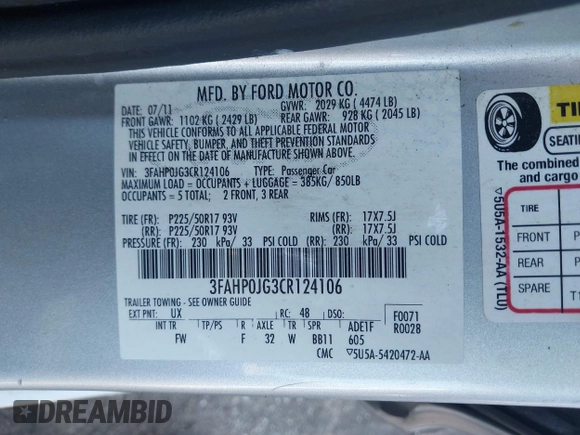 MFD. BY FORD MOTOR CO.
DATE: 07/11 GVWR: 2029 KG ( 4474 LB)
FRONT GAWR: 1102 KG ( 2429 LB) REAR GAWR: 928 KG ( 2045 LB)
THIS VEHICLE CONFORMS TO ALL APPLICABLE FEDERAL MOTOR
VEHICLE SAFETY, BUMPER, AND THEFT PREVENTION STANDARDS
IN EFFECT ON THE DATE OF MANUFACTURE SHOWN ABOVE.
VIN: 3FAHP0JG3CR124106 TYPE: Passenger Car
MAXIMUM LOAD = OCCUPANTS + LUGGAGE = 385KG/ 850LB
OCCUPANTS = 5 TOTAL; 2 FRONT, 3 REAR
TIRE (FR): P225/50R17 93V RIMS (FR): 17X7.5J
(RR): P225/50R17 93V (RR): 17X7.5J
PRESSURE (FR): 230 kPa/ 33 PSI COLD (RR): 230 kPa/ 33 PSI COLD
3FAHP0JG3CR124106
TRAILER TOWING - SEE OWNER GUIDE
EXT PNT: UX RC: 48 DSO: F0071
INT TR TP/PS R AXLE TR SPR ADE1F R0028
FW F 32 W BB11 605
CMC ▽5U5A-5420472-AA
▽5U5A-1532-AA (TLU)
SEATING
The combined
and cargo
TIRE
FRONT P
REAR P
SPARE T1
DREAMBID